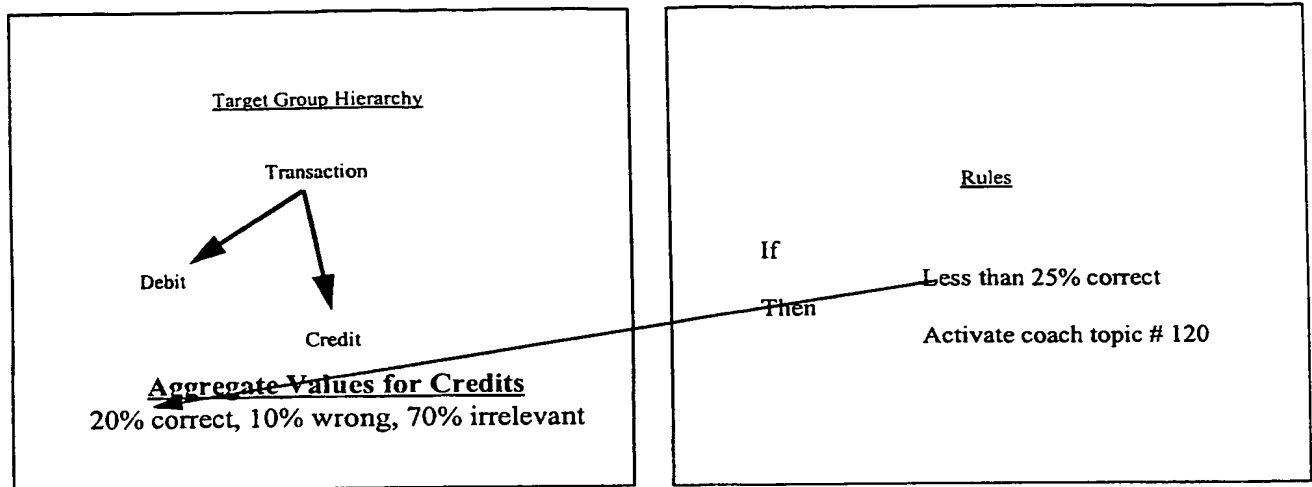 Target Group Hierarchy
Transaction
Debit
Credit
Aggregate Values for Credits
20% correct, 10% wrong, 70% irrelevant
Rules
If
Less than 25% correct
Then
Activate coach topic # 120